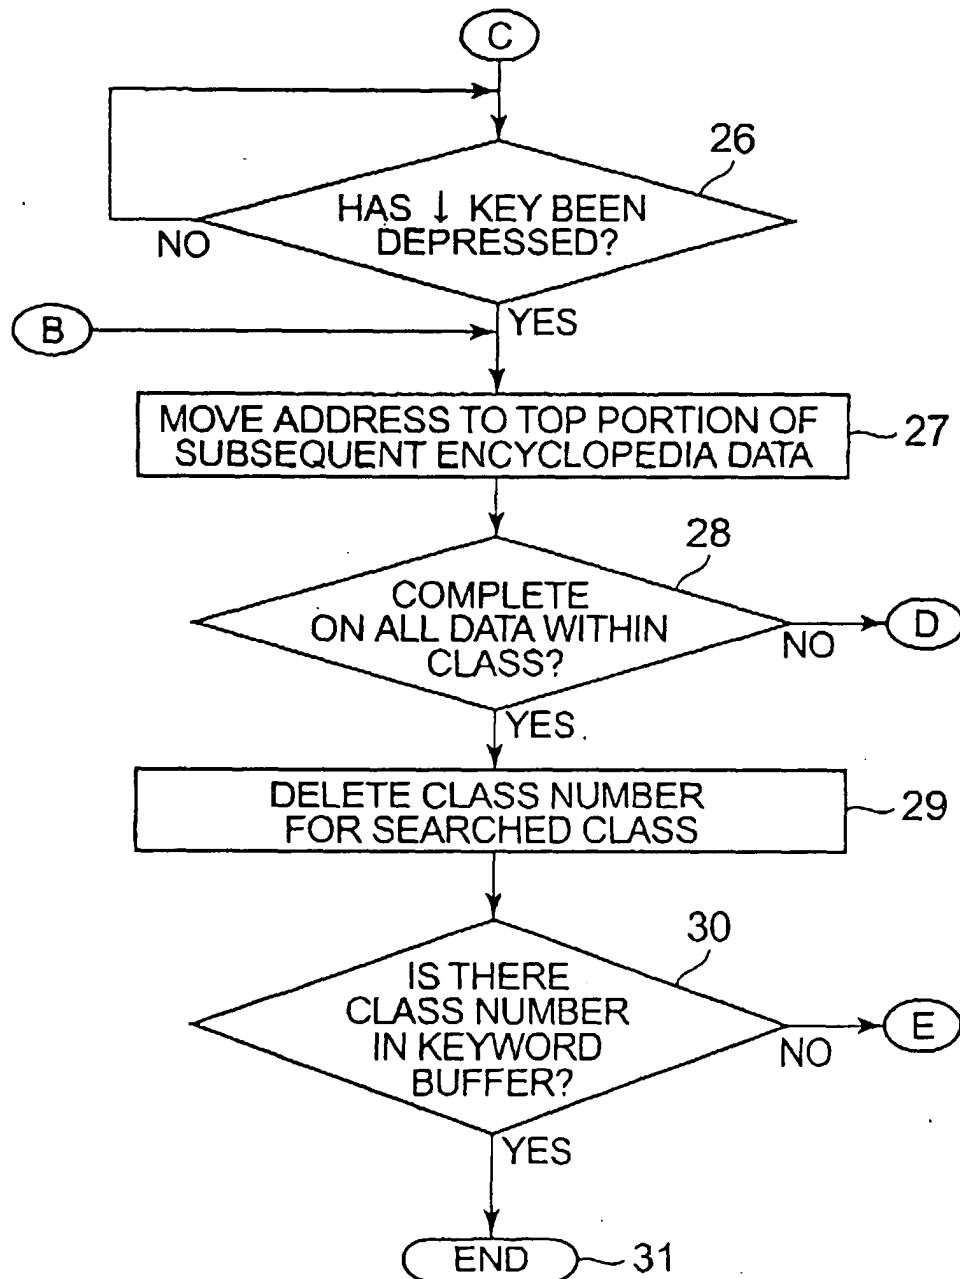 C
26
HAS ↓ KEY BEEN
DEPRESSED?
NO
YES
B
MOVE ADDRESS TO TOP PORTION OF
SUBSEQUENT ENCYCLOPEDIA DATA
27
28
COMPLETE
ON ALL DATA WITHIN
CLASS?
NO
D
YES
DELETE CLASS NUMBER
FOR SEARCHED CLASS
29
30
IS THERE
CLASS NUMBER
IN KEYWORD
BUFFER?
NO
E
YES
END
31